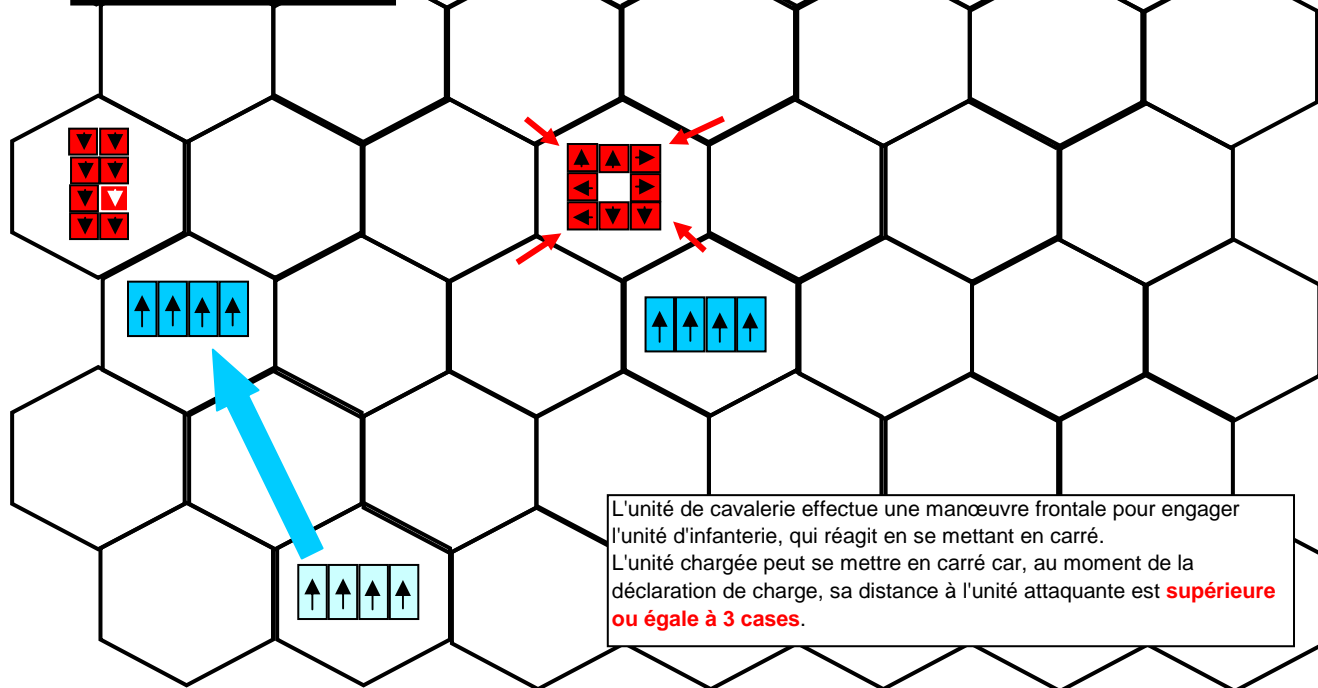 L'unité de cavalerie effectue une manœuvre frontale pour engager
l'unité d'infanterie, qui réagit en se mettant en carré.
L'unité chargée peut se mettre en carré car, au moment de la
déclaration de charge, sa distance à l'unité attaquante est supérieure
ou égale à 3 cases.